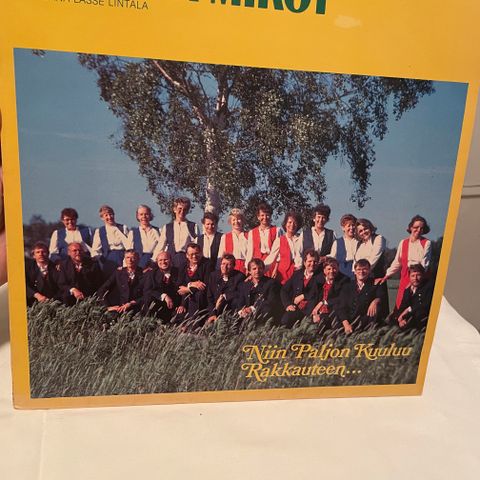 LASSE LINTALA
Niin Paljon Kuuluu
Rakkauteen...